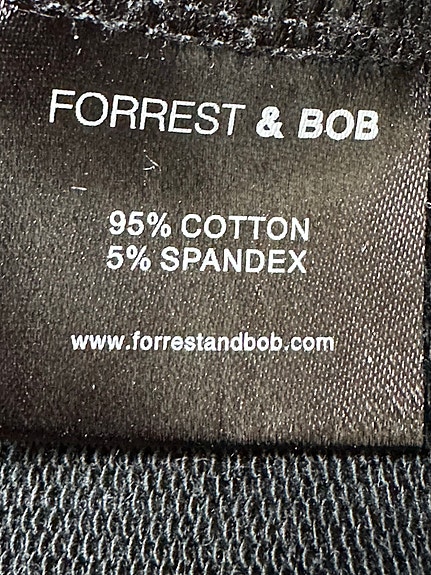 FORREST & BOB
95% COTTON
5% SPANDEX
www.forrestandbob.com